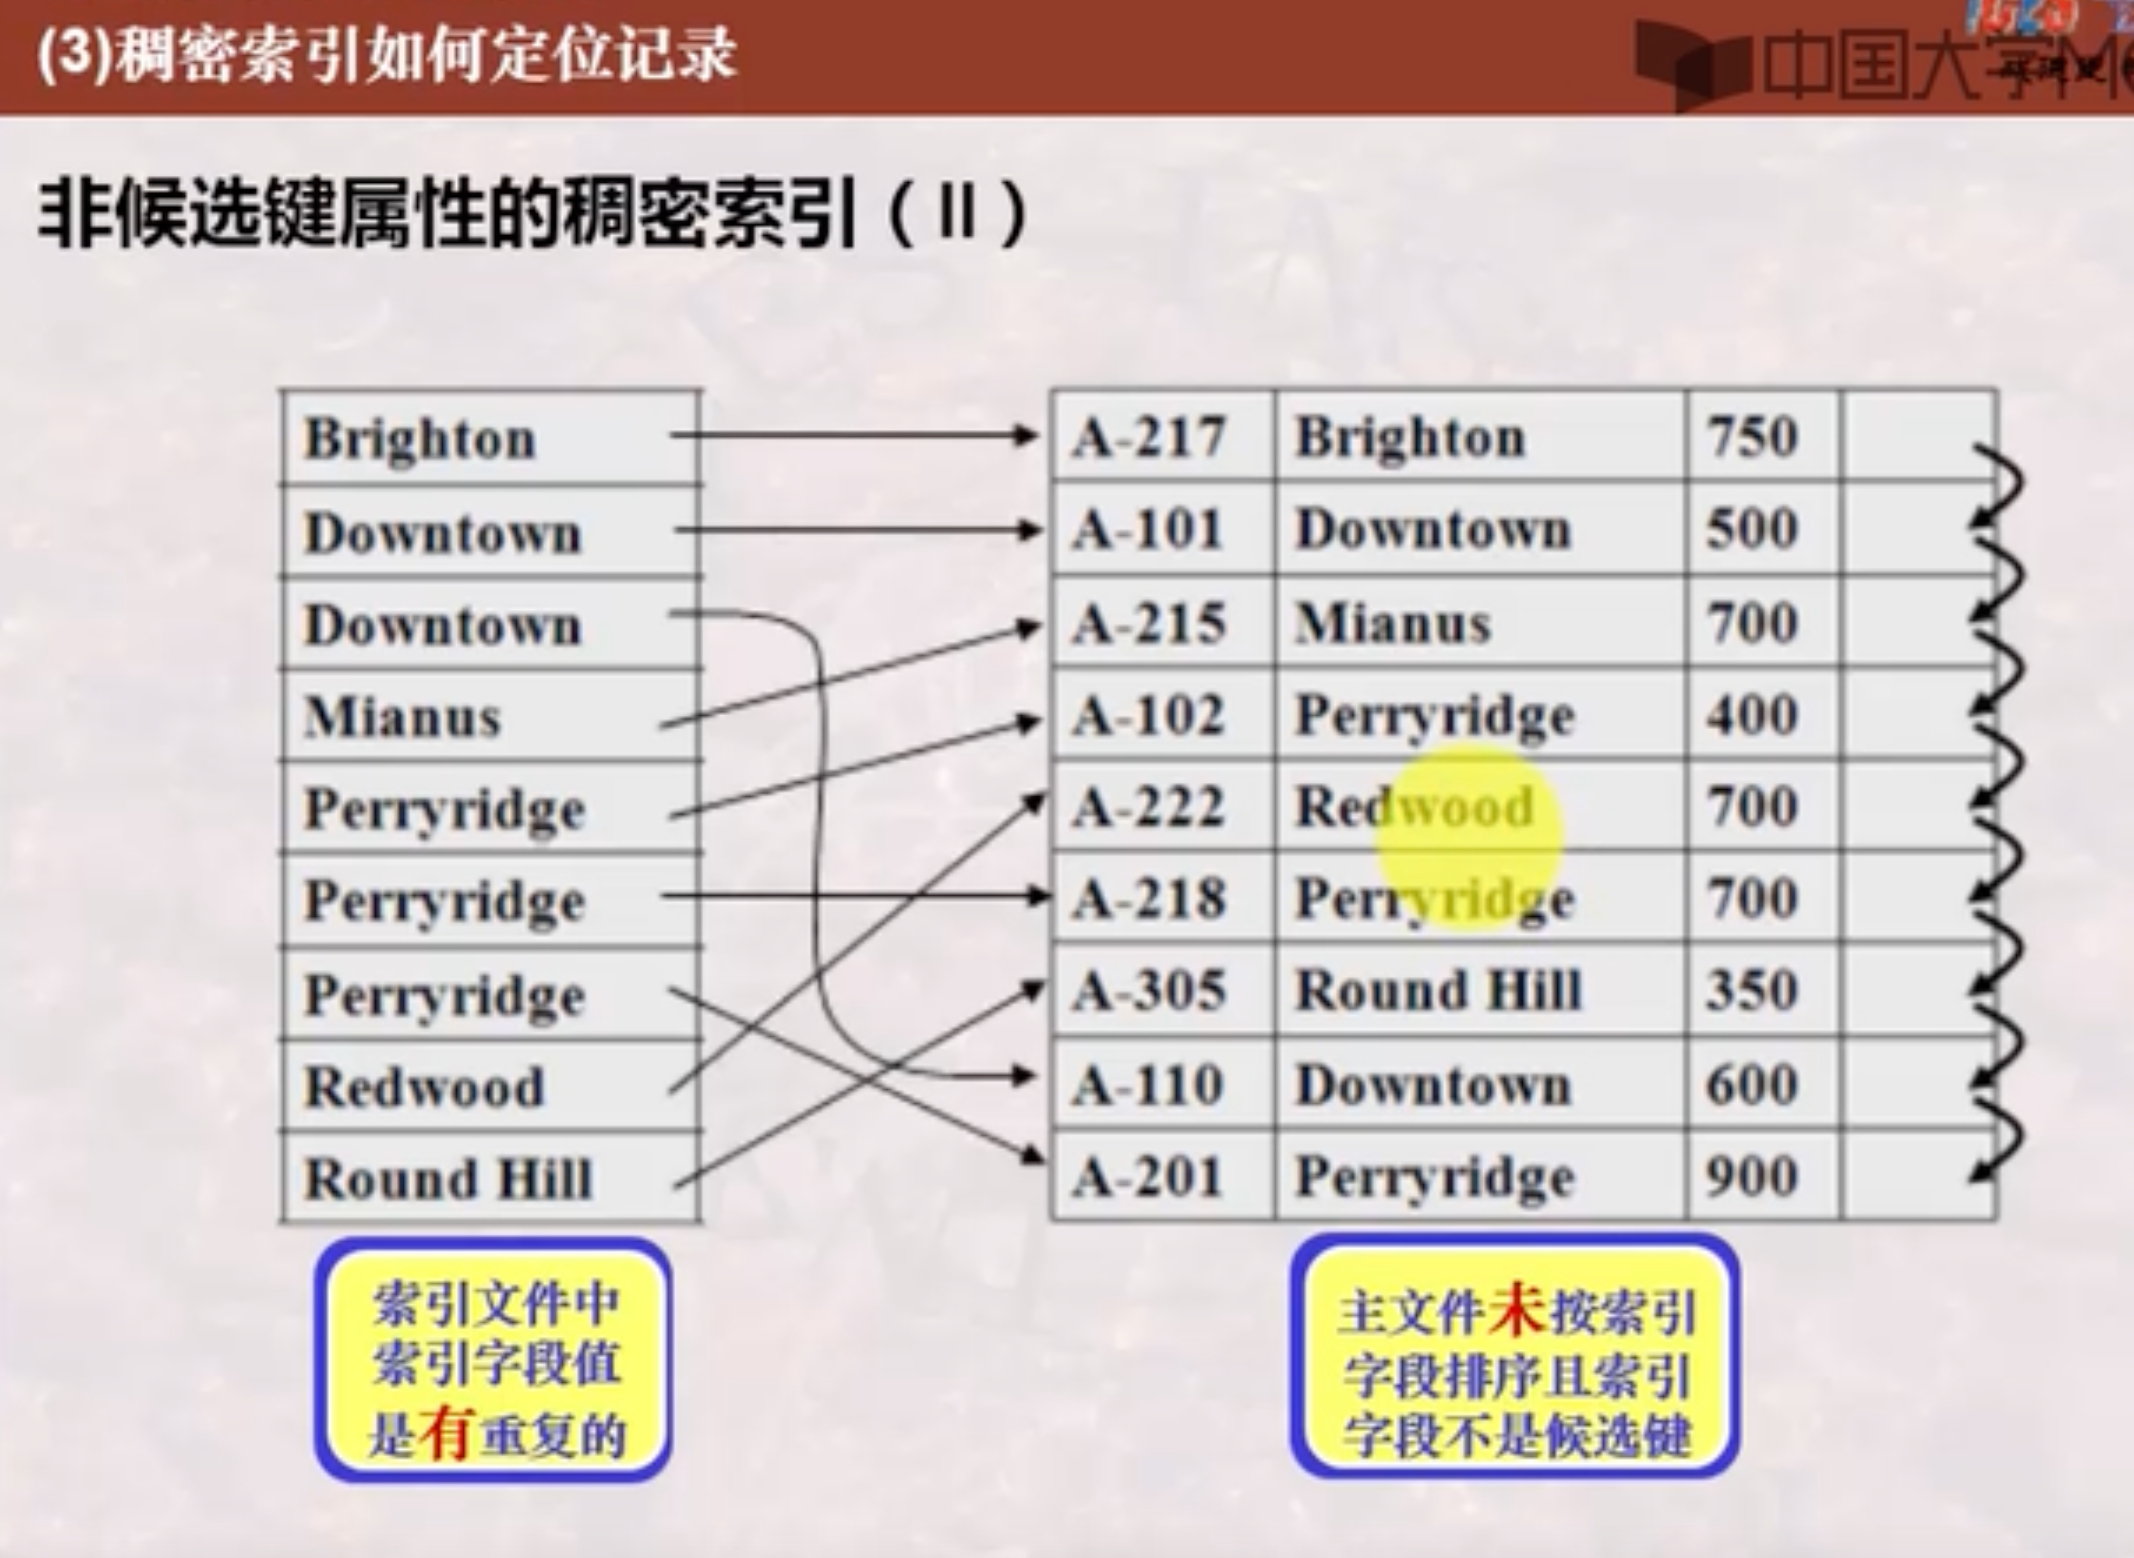 (3)稠密索引如何定位记录
中国大学M
非候选键属性的稠密索引（II）
Brighton
Downtown
Downtown
Mianus
Perryridge
Perryridge
Perryridge
Redwood
Round Hill
A-217 Brighton 750
A-101 Downtown 500
A-215 Mianus 700
A-102 Perryridge 400
A-222 Redwood 700
A-218 Perryridge 700
A-305 Round Hill 350
A-110 Downtown 600
A-201 Perryridge 900
索引文件中
索引字段值
是有重复的
主文件未按索引
字段排序且索引
字段不是候选键